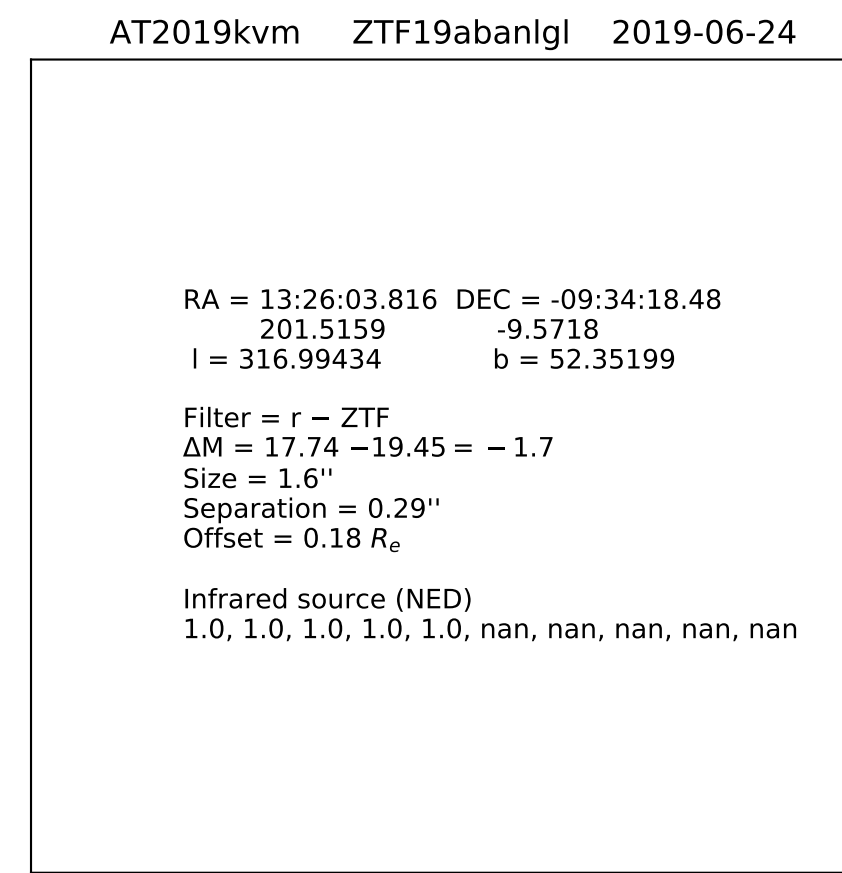 AT2019kvm ZTF19abanlgl 2019-06-24
RA = 13:26:03.816 DEC = -09:34:18.48
201.5159 -9.5718
l = 316.99434 b = 52.35199
Filter = r − ZTF
ΔM = 17.74 −19.45 = − 1.7
Size = 1.6''
Separation = 0.29''
Offset = 0.18 Rₑ
Infrared source (NED)
1.0, 1.0, 1.0, 1.0, 1.0, nan, nan, nan, nan, nan